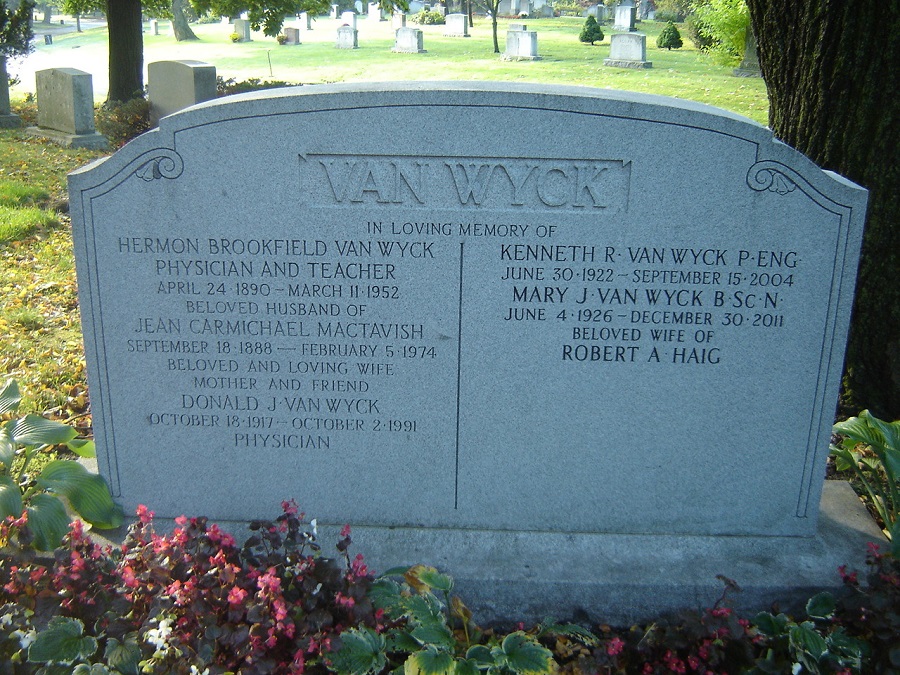 VAN WYCK
IN LOVING MEMORY OF
HERMON BROOKFIELD VAN WYCK
PHYSICIAN AND TEACHER
APRIL 24·1890 — MARCH 11·1952
BELOVED HUSBAND OF
JEAN CARMICHAEL MACTAVISH
SEPTEMBER 18·1888 — FEBRUARY 5·1974
BELOVED AND LOVING WIFE
MOTHER AND FRIEND
DONALD J·VAN WYCK
OCTOBER 18·1917 — OCTOBER 2·1991
PHYSICIAN
KENNETH R·VAN WYCK P·ENG·
JUNE 30·1922 — SEPTEMBER 15·2004
MARY J·VAN WYCK B·Sc·N·
JUNE 4·1926 — DECEMBER 30·2011
BELOVED WIFE OF
ROBERT A·HAIG